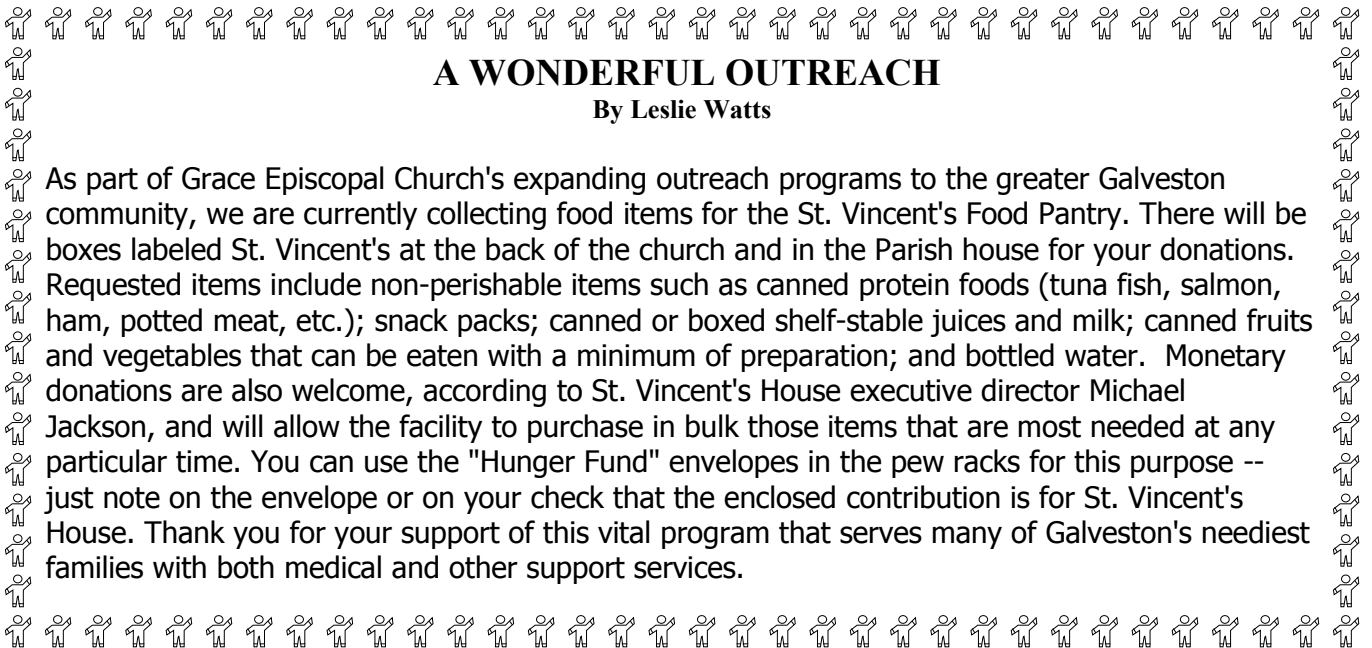 A WONDERFUL OUTREACH
By Leslie Watts
As part of Grace Episcopal Church's expanding outreach programs to the greater Galveston
community, we are currently collecting food items for the St. Vincent's Food Pantry. There will be
boxes labeled St. Vincent's at the back of the church and in the Parish house for your donations.
Requested items include non-perishable items such as canned protein foods (tuna fish, salmon,
ham, potted meat, etc.); snack packs; canned or boxed shelf-stable juices and milk; canned fruits
and vegetables that can be eaten with a minimum of preparation; and bottled water.  Monetary
donations are also welcome, according to St. Vincent's House executive director Michael
Jackson, and will allow the facility to purchase in bulk those items that are most needed at any
particular time. You can use the "Hunger Fund" envelopes in the pew racks for this purpose --
just note on the envelope or on your check that the enclosed contribution is for St. Vincent's
House. Thank you for your support of this vital program that serves many of Galveston's neediest
families with both medical and other support services.